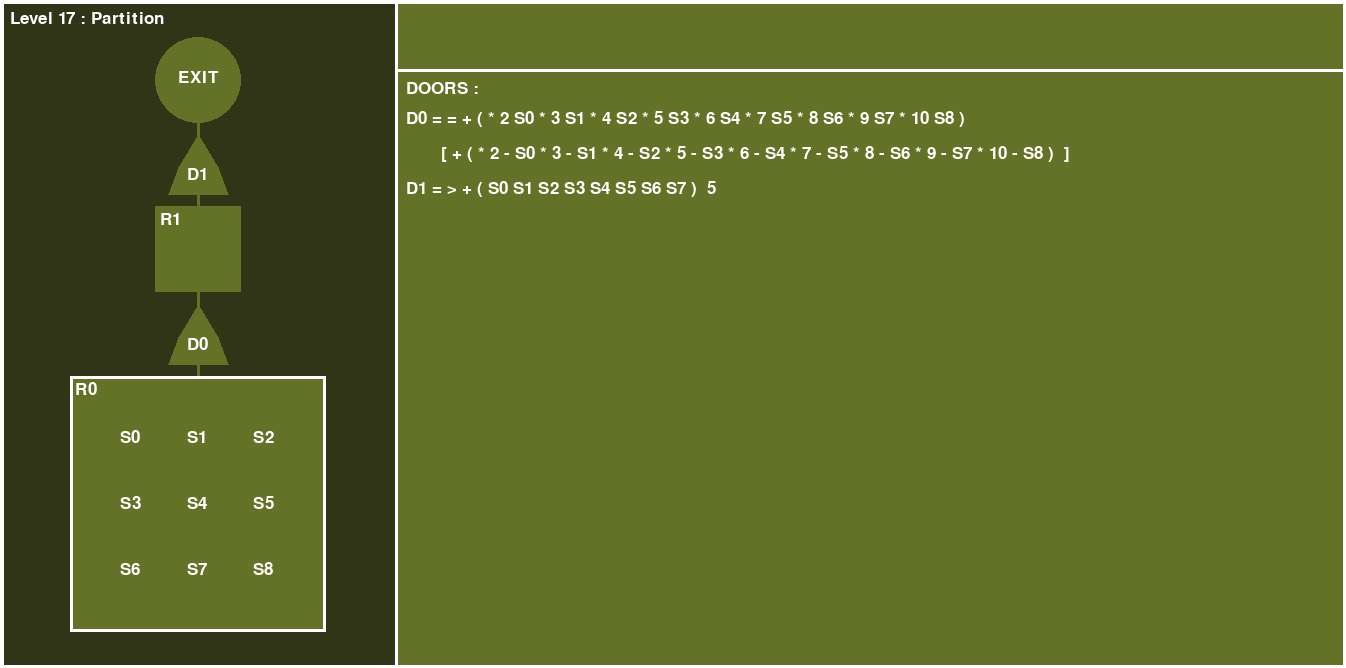 Level 17 : Partition
EXIT
D1
R1
D0
R0
S0 S1 S2
S3 S4 S5
S6 S7 S8
DOORS :
D0 = = + ( * 2 S0 * 3 S1 * 4 S2 * 5 S3 * 6 S4 * 7 S5 * 8 S6 * 9 S7 * 10 S8 )
[ + ( * 2 - S0 * 3 - S1 * 4 - S2 * 5 - S3 * 6 - S4 * 7 - S5 * 8 - S6 * 9 - S7 * 10 - S8 ) ]
D1 = > + ( S0 S1 S2 S3 S4 S5 S6 S7 ) 5